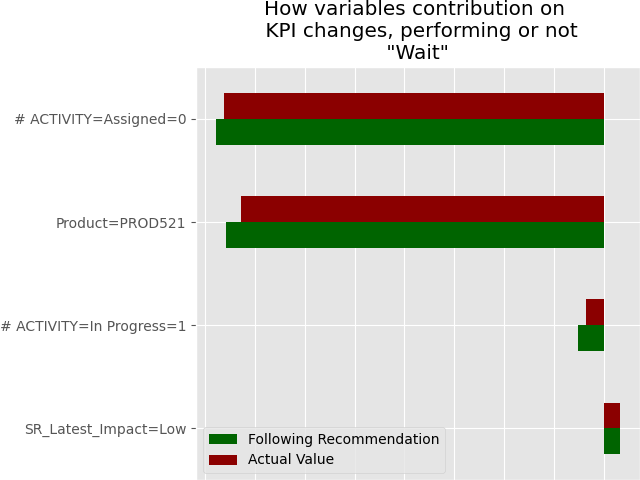 How variables contribution on
KPI changes, performing or not
"Wait"
# ACTIVITY=Assigned=0
Product=PROD521
# ACTIVITY=In Progress=1
SR_Latest_Impact=Low
Following Recommendation
Actual Value